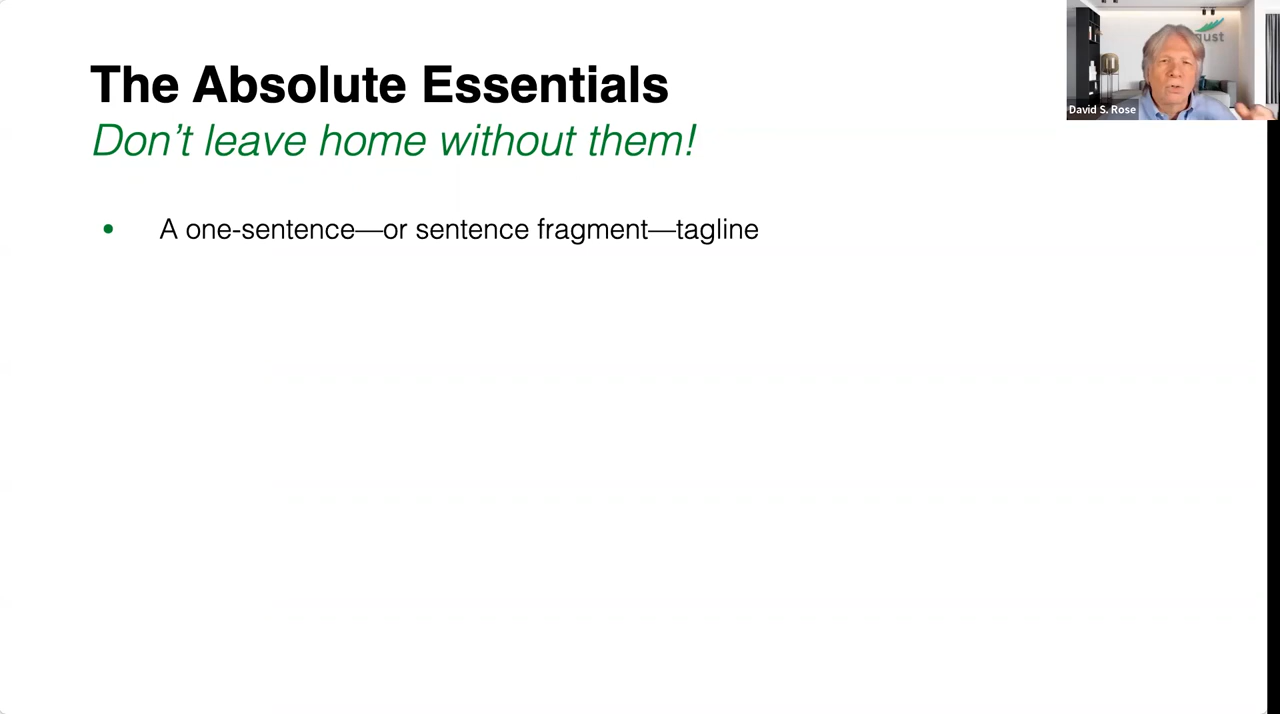 The Absolute Essentials
Don't leave home without them!
• A one-sentence—or sentence fragment—tagline
David S. Rose